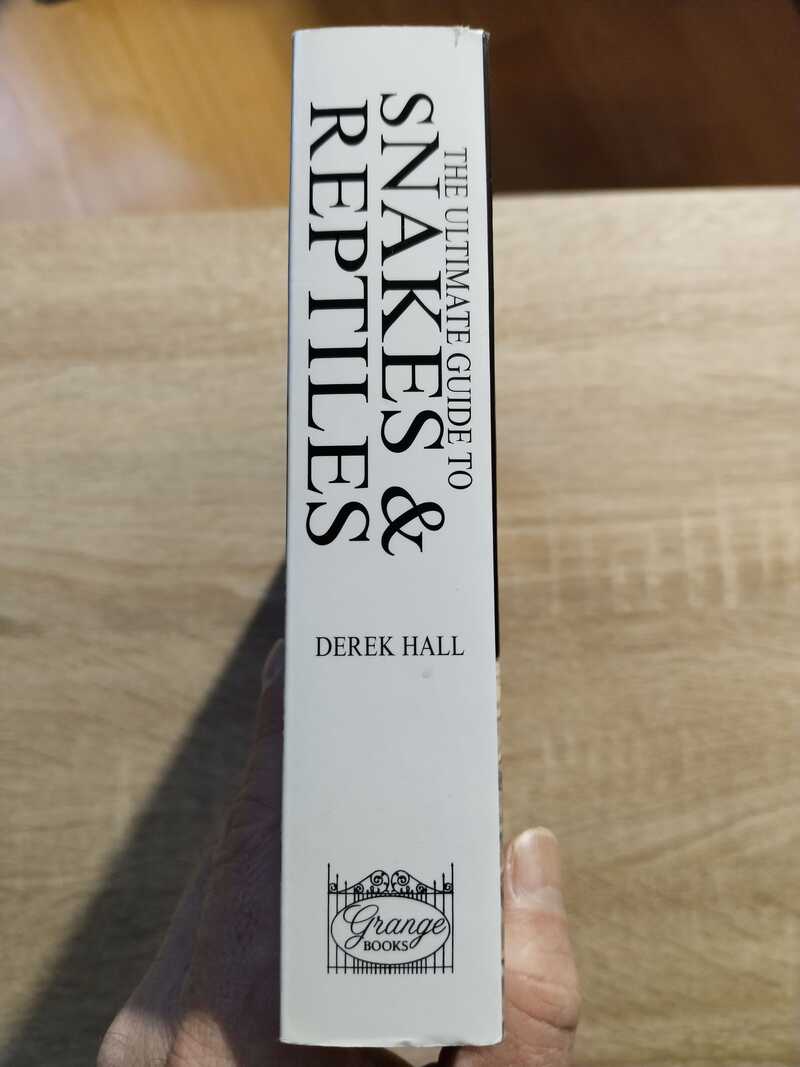 THE ULTIMATE GUIDE TO
SNAKES &
REPTILES
DEREK HALL
Grange
BOOKS